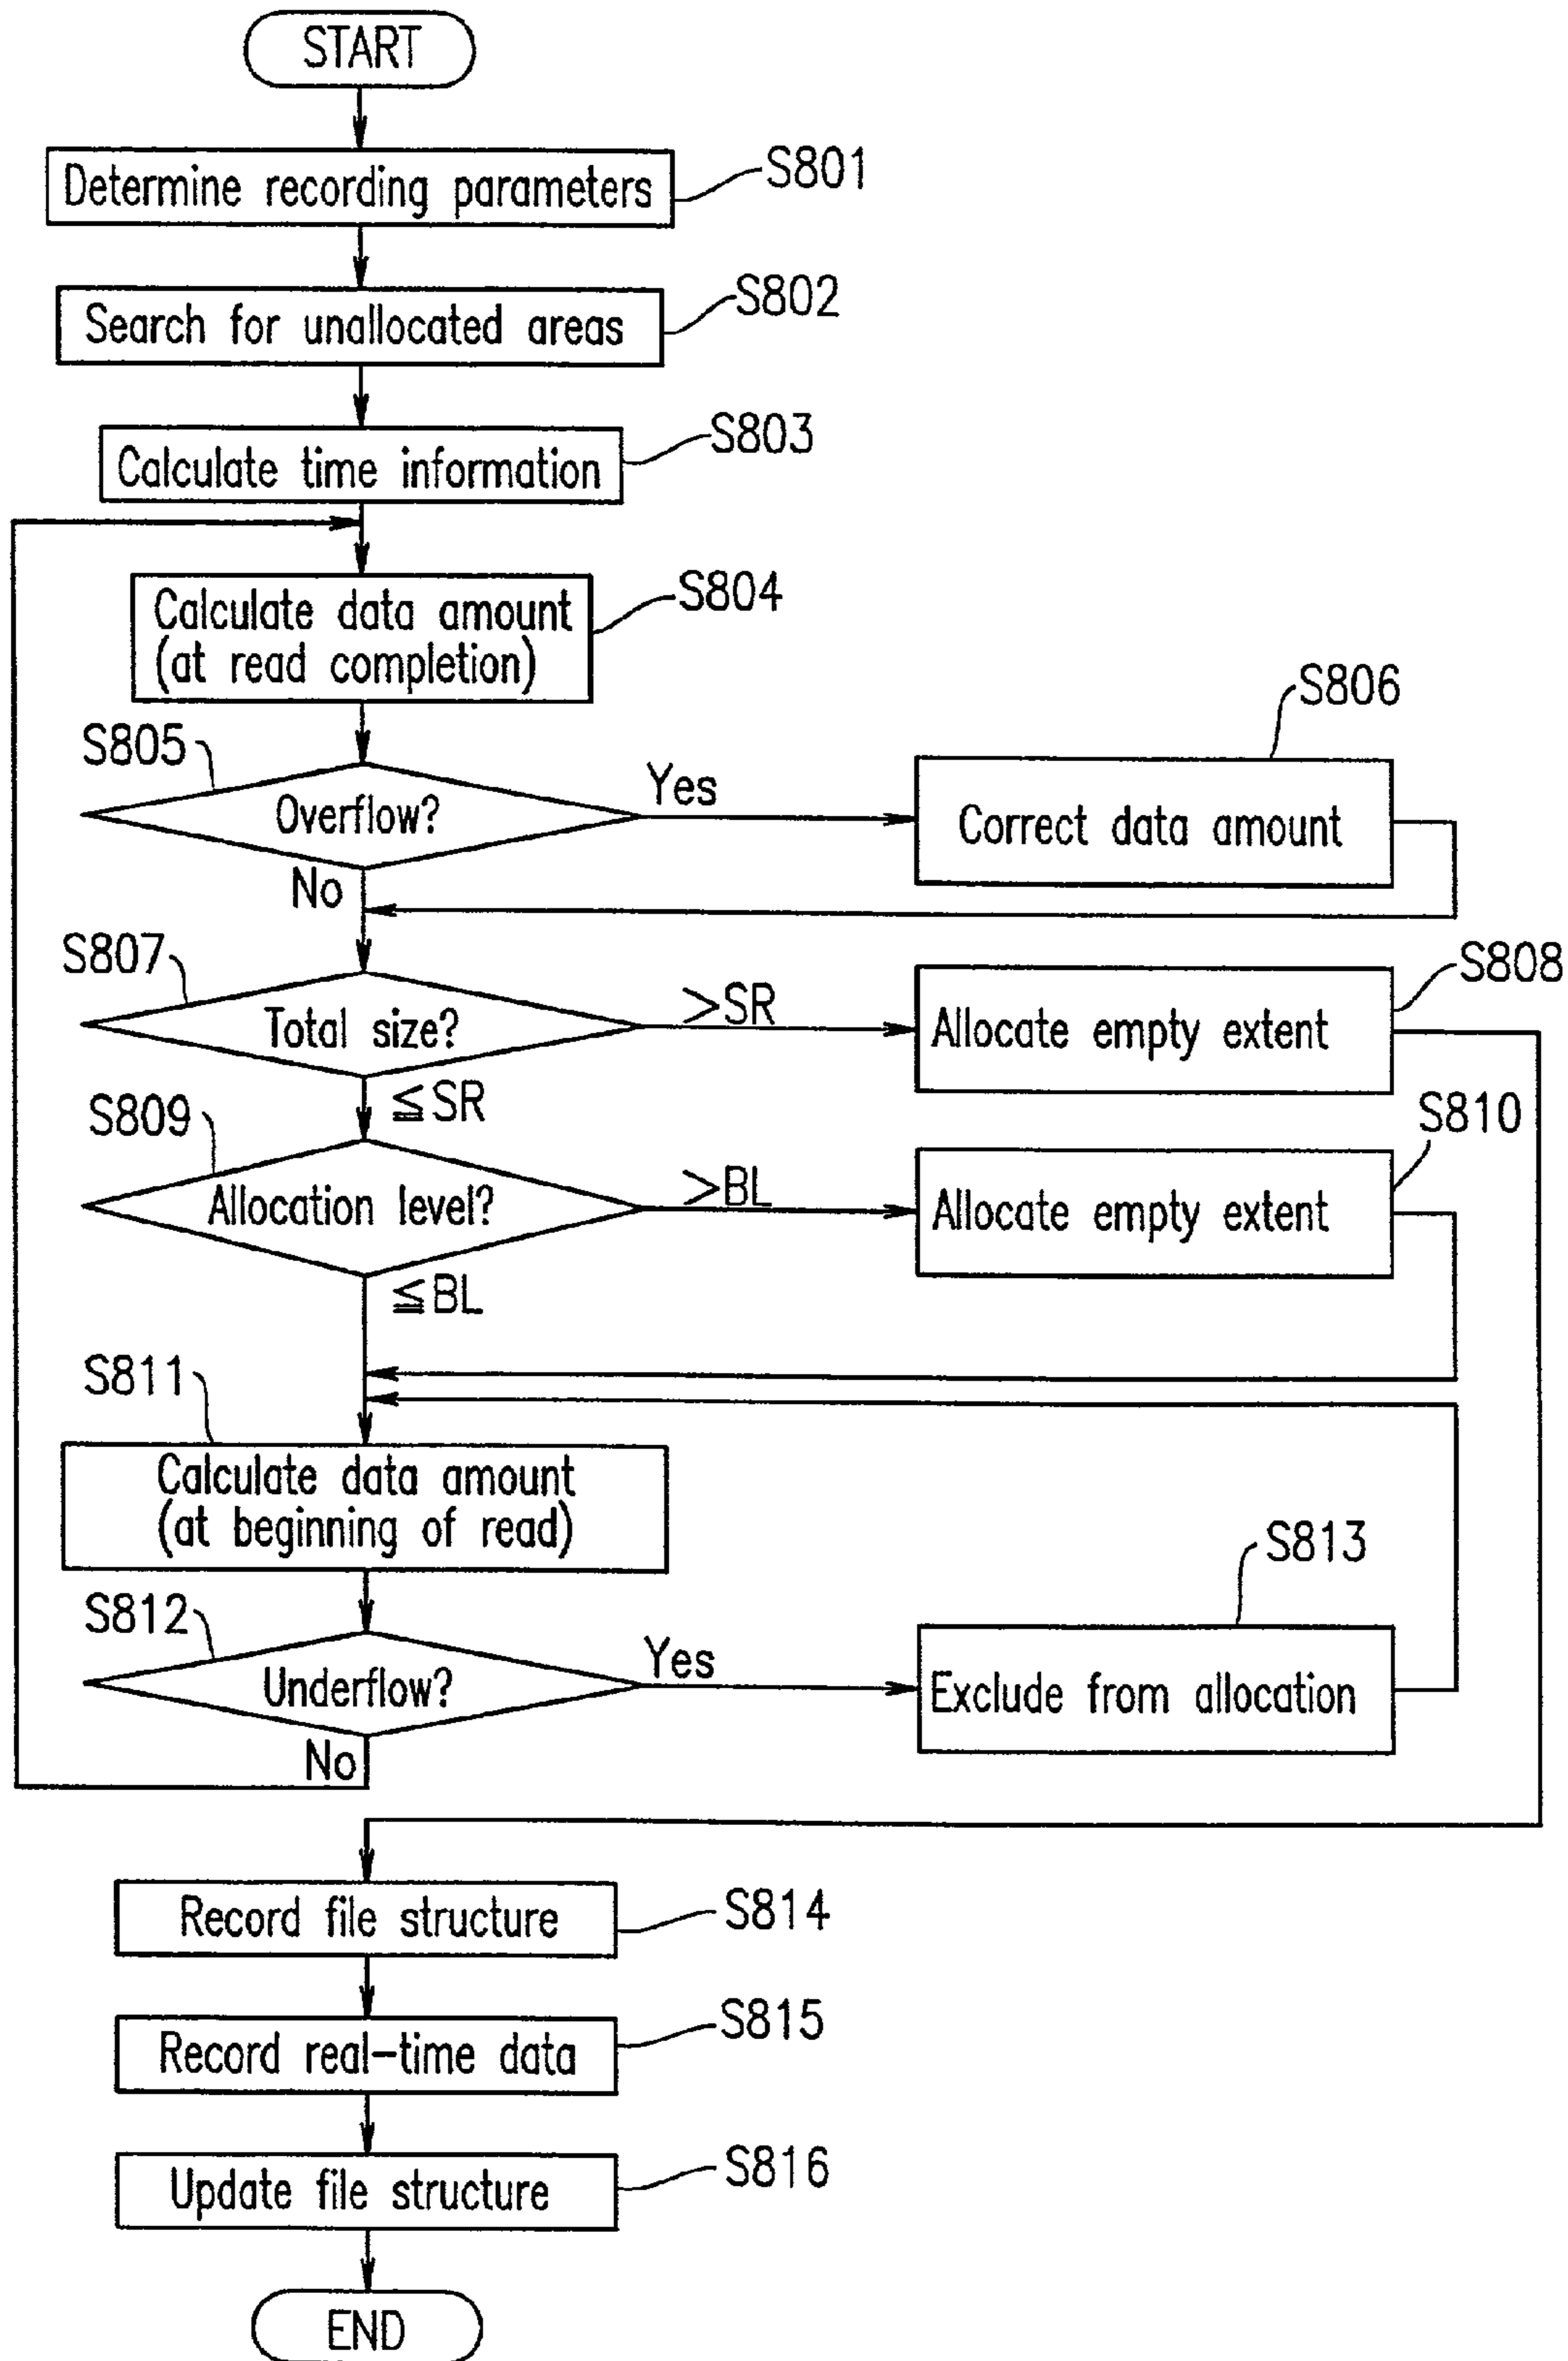 START
Determine recording parameters
S801
Search for unallocated areas
S802
Calculate time information
S803
Calculate data amount
(at read completion)
S804
S805
Overflow?
Yes
No
S806
Correct data amount
S807
Total size?
>SR
≦SR
S808
Allocate empty extent
S809
Allocation level?
>BL
≦BL
S810
Allocate empty extent
S811
Calculate data amount
(at beginning of read)
S812
Underflow?
Yes
No
S813
Exclude from allocation
Record file structure
S814
Record real-time data
S815
Update file structure
S816
END